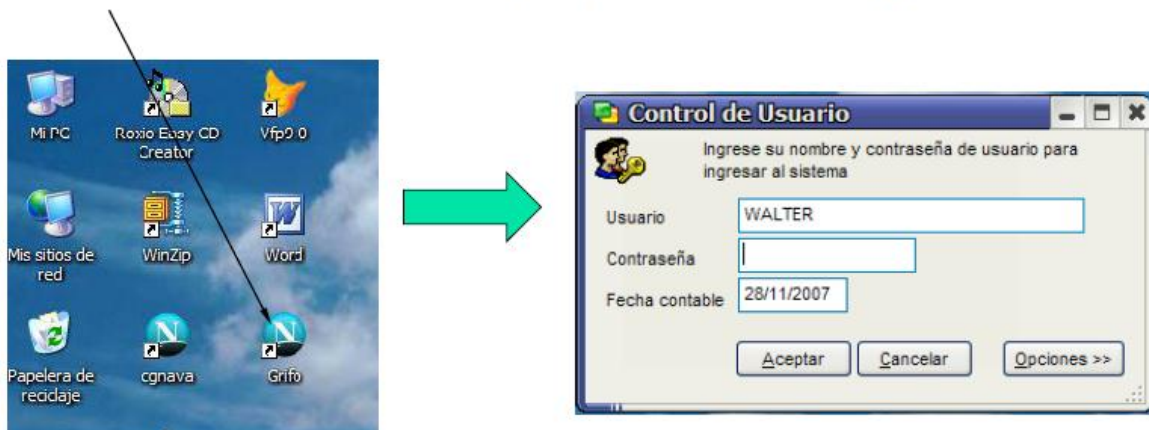 Mi PC
Roxio Easy CD
Creator
Vfp9.0
Mis sitios de
red
WinZip
Word
Papelera de
reciclaje
cgnava
Grifo
Control de Usuario
Ingrese su nombre y contraseña de usuario para
ingresar al sistema
Usuario
WALTER
Contraseña
Fecha contable
28/11/2007
Aceptar
Cancelar
Opciones >>